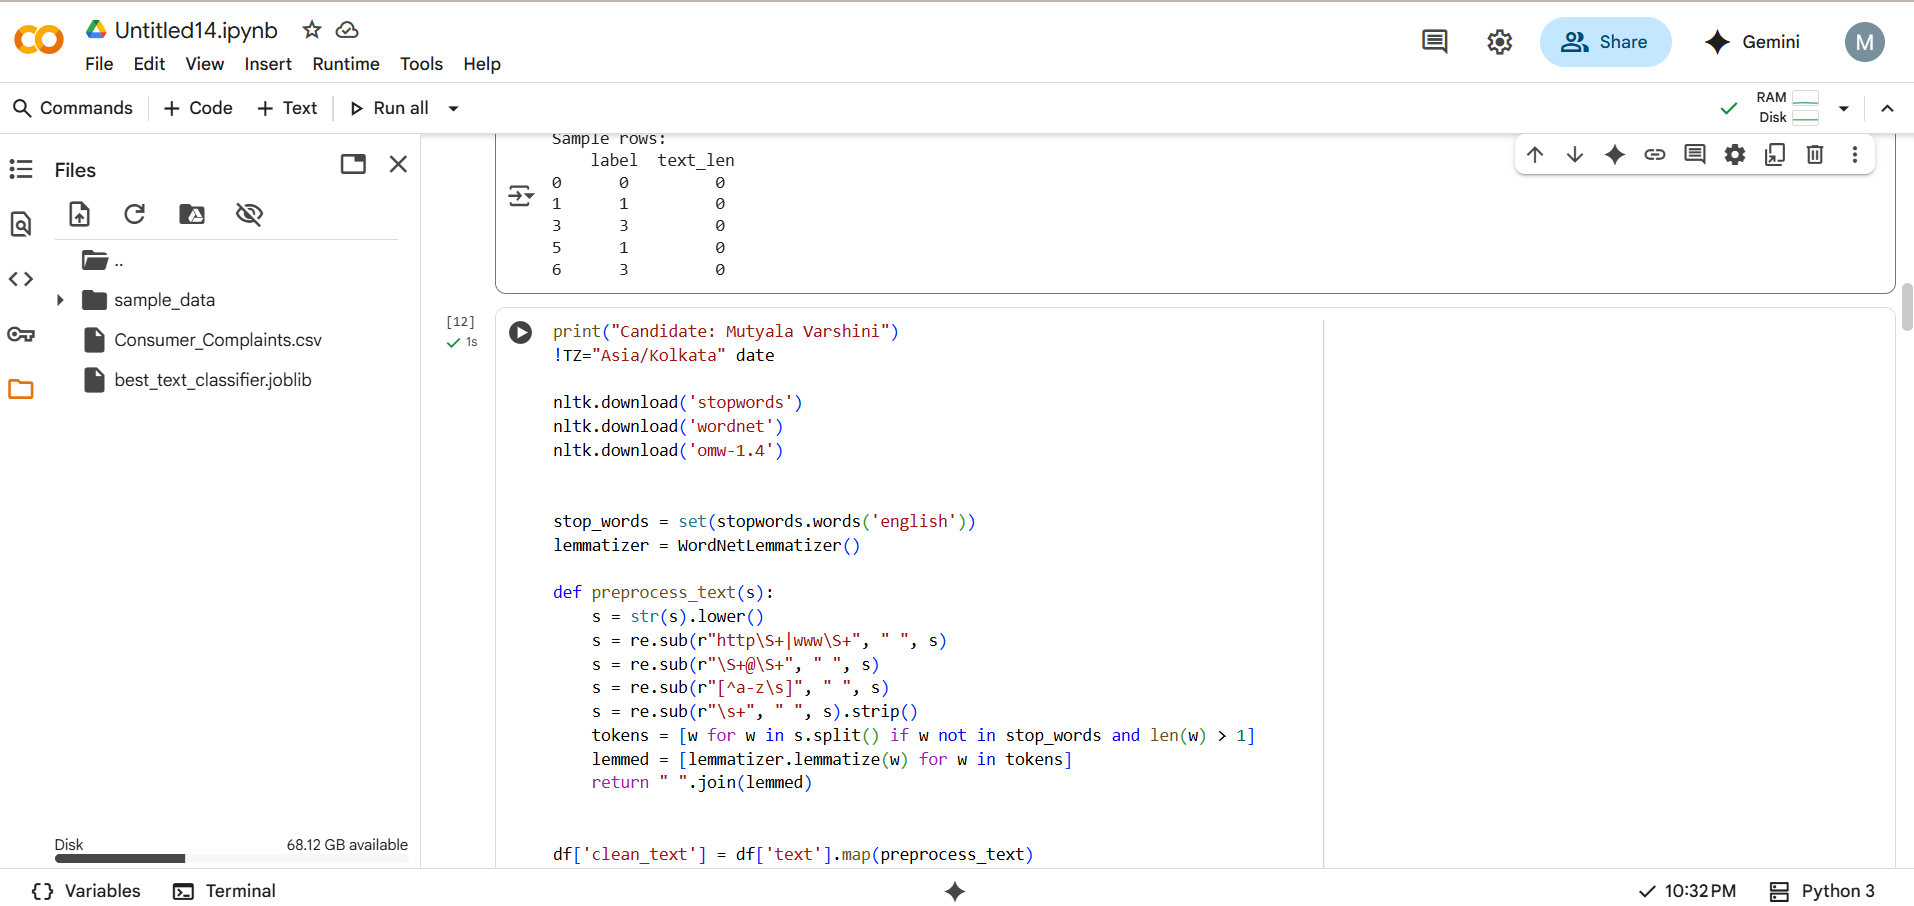 Untitled14.ipynb
File Edit View Insert Runtime Tools Help
Share
Gemini
M
Commands
+ Code
+ Text
Run all
RAM
Disk
Files
..
sample_data
Consumer_Complaints.csv
best_text_classifier.joblib
Disk
68.12 GB available
Sample rows:
label text_len
0 0 0
1 1 0
3 3 0
5 1 0
6 3 0
[12]
1s
print("Candidate: Mutyala Varshini")
!TZ="Asia/Kolkata" date
nltk.download('stopwords')
nltk.download('wordnet')
nltk.download('omw-1.4')
stop_words = set(stopwords.words('english'))
lemmatizer = WordNetLemmatizer()
def preprocess_text(s):
    s = str(s).lower()
    s = re.sub(r"http\S+|www\S+", " ", s)
    s = re.sub(r"\S+@\S+", " ", s)
    s = re.sub(r"[^a-z\s]", " ", s)
    s = re.sub(r"\s+", " ", s).strip()
    tokens = [w for w in s.split() if w not in stop_words and len(w) > 1]
    lemmed = [lemmatizer.lemmatize(w) for w in tokens]
    return " ".join(lemmed)
df['clean_text'] = df['text'].map(preprocess_text)
{} Variables
Terminal
10:32 PM
Python 3